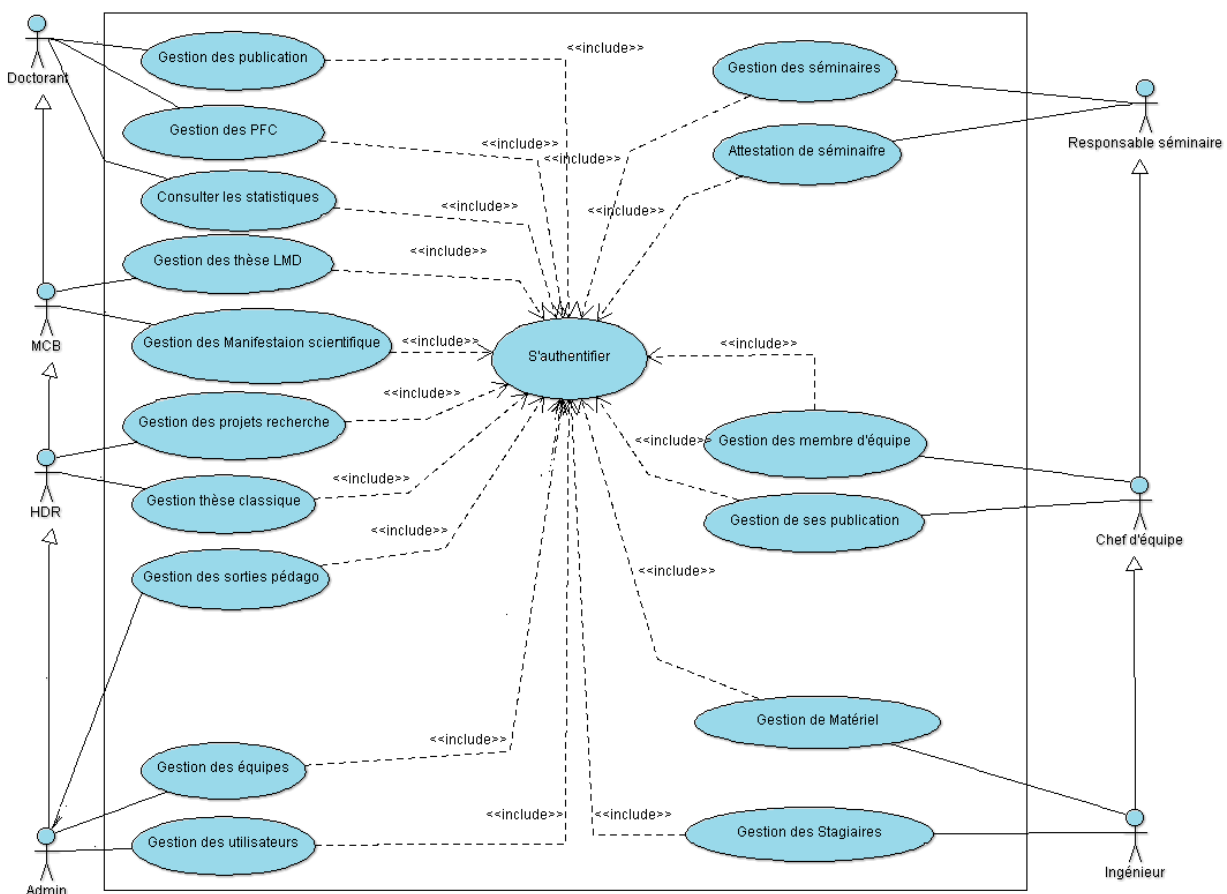 Gestion des publication
<<include>>
Gestion des séminaires
Doctorant
Gestion des PFC
<<include>>
<<include>>
Attestation de séminaifre
Responsable séminaire
Consulter les statistiques
<<include>>
<<include>>
Gestion des thèse LMD
<<include>>
MCB
Gestion des Manifestaion scientifique
<<include>>
S'authentifier
<<include>>
Gestion des projets recherche
<<include>>
<<include>>
Gestion des membre d'équipe
HDR
Gestion thèse classique
<<include>>
Gestion de ses publication
Chef d'équipe
<<include>>
Gestion des sorties pédago
<<include>>
Gestion de Matériel
<<include>>
Gestion des équipes
Gestion des utilisateurs
<<include>>
<<include>>
Gestion des Stagiaires
Admin
Ingénieur